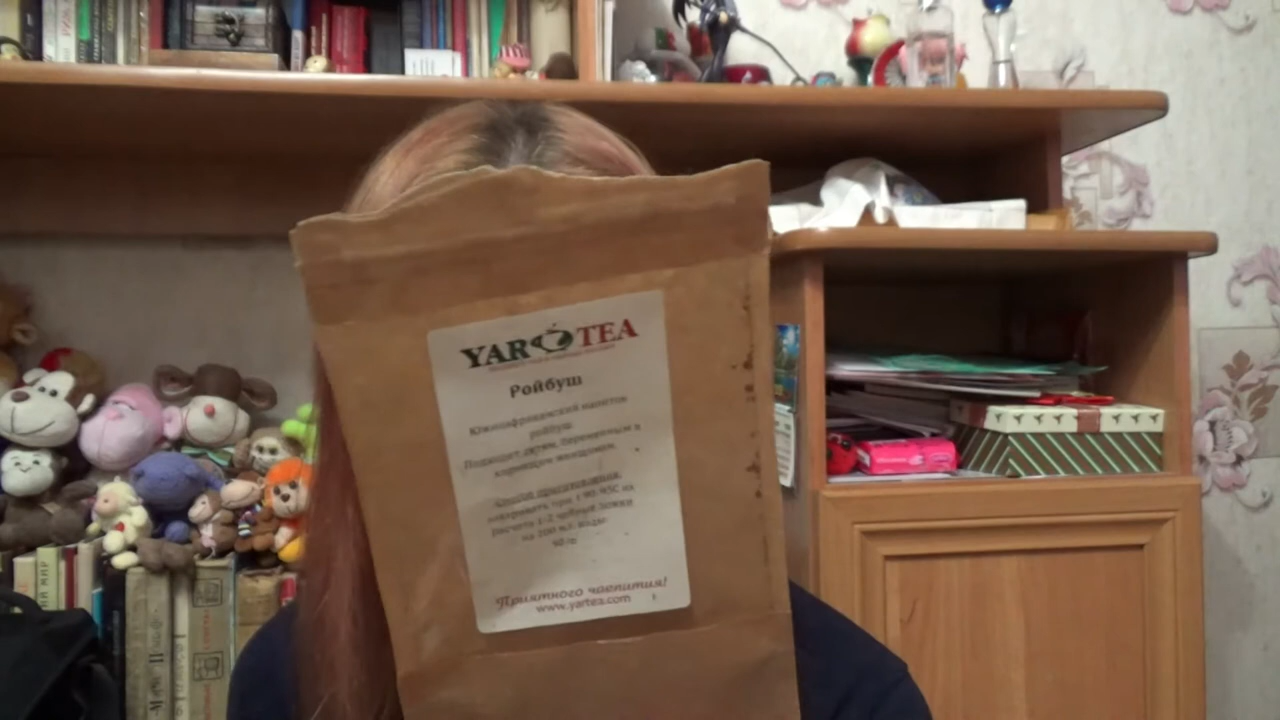 YAR TEA
Ройбуш
Южноафриканский напиток
ройбуш
Подходит детям, беременным и
кормящим женщинам.
Способ приготовления:
заваривать при t 90-95С из
расчета 1-2 чайные ложки
на 200 мл. воды
Приятного чаепития!
www.yartea.com
МИР